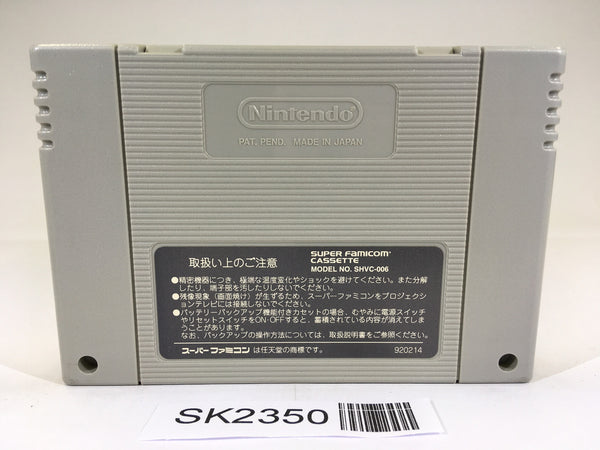 Nintendo
PAT. PEND. MADE IN JAPAN
取扱い上のご注意
SUPER FAMICOM
CASSETTE
MODEL NO. SHVC-006
●精密機器につき、極端な温度変化やショックを避けてください。また分解
したり、端子部を汚したりしないでください。
●残像現象（画面焼け）が生ずるため、スーパーファミコンをプロジェクシ
ョンテレビには接続しないでください。
●バッテリーバックアップ機能付きカセットの場合、むやみに電源スイッチ
やリセットスイッチをON・OFFすると、蓄積されている内容が消えてしま
うことがあります。
なお、バックアップの操作方法については、取扱説明書をご参照ください。
スーパーファミコン は任天堂の商標です。
920214
SK2350